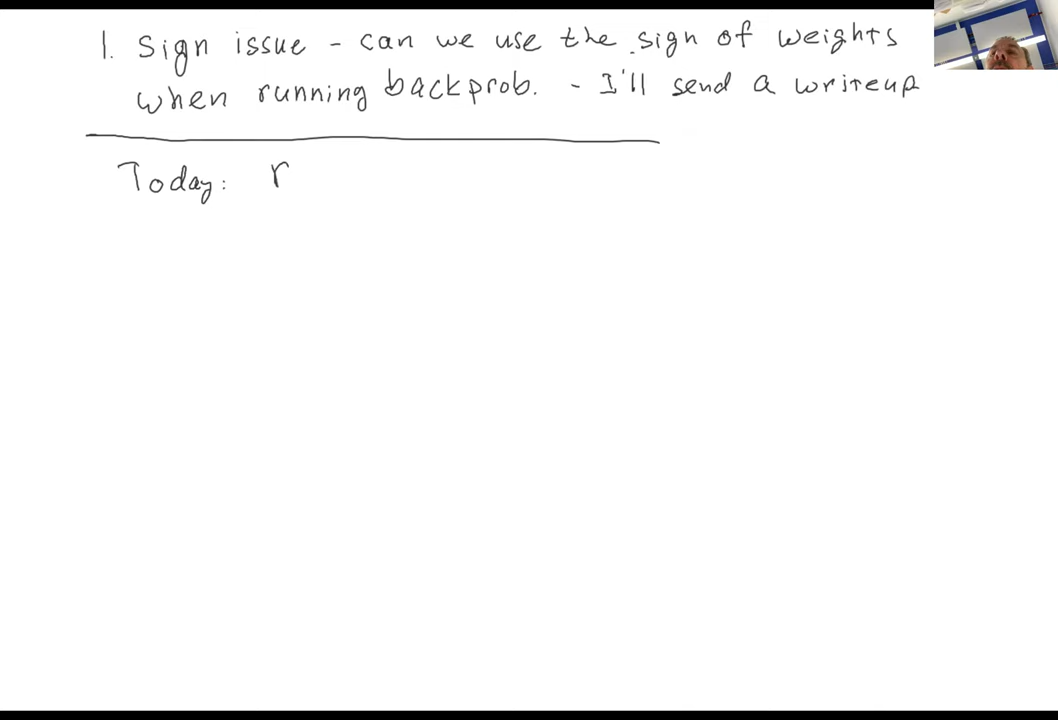 1. Sign issue - can we use the sign of weights
when running backprob. - I'll send a writeup
Today: r